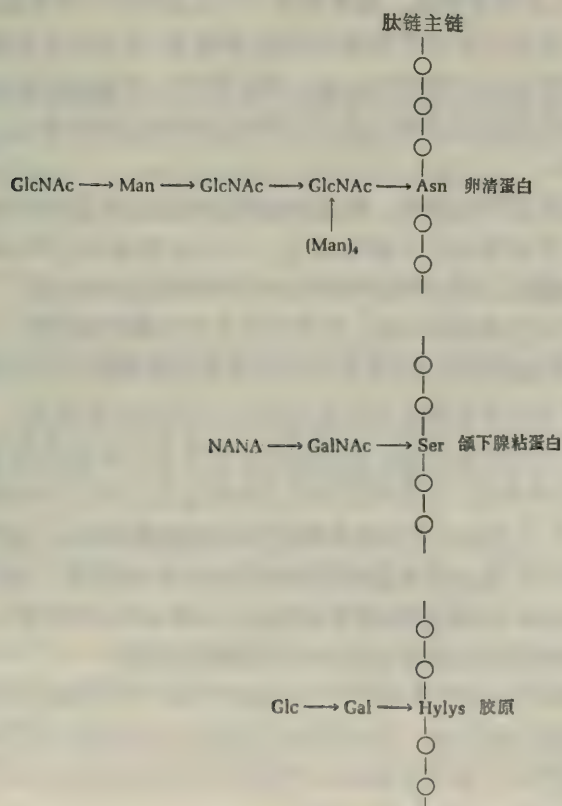 肽链主链
GlcNAc → Man → GlcNAc → GlcNAc → Asn 卵清蛋白
(Man)₄
NANA → GalNAc → Ser 颌下腺粘蛋白
Glc → Gal → Hylys 胶原